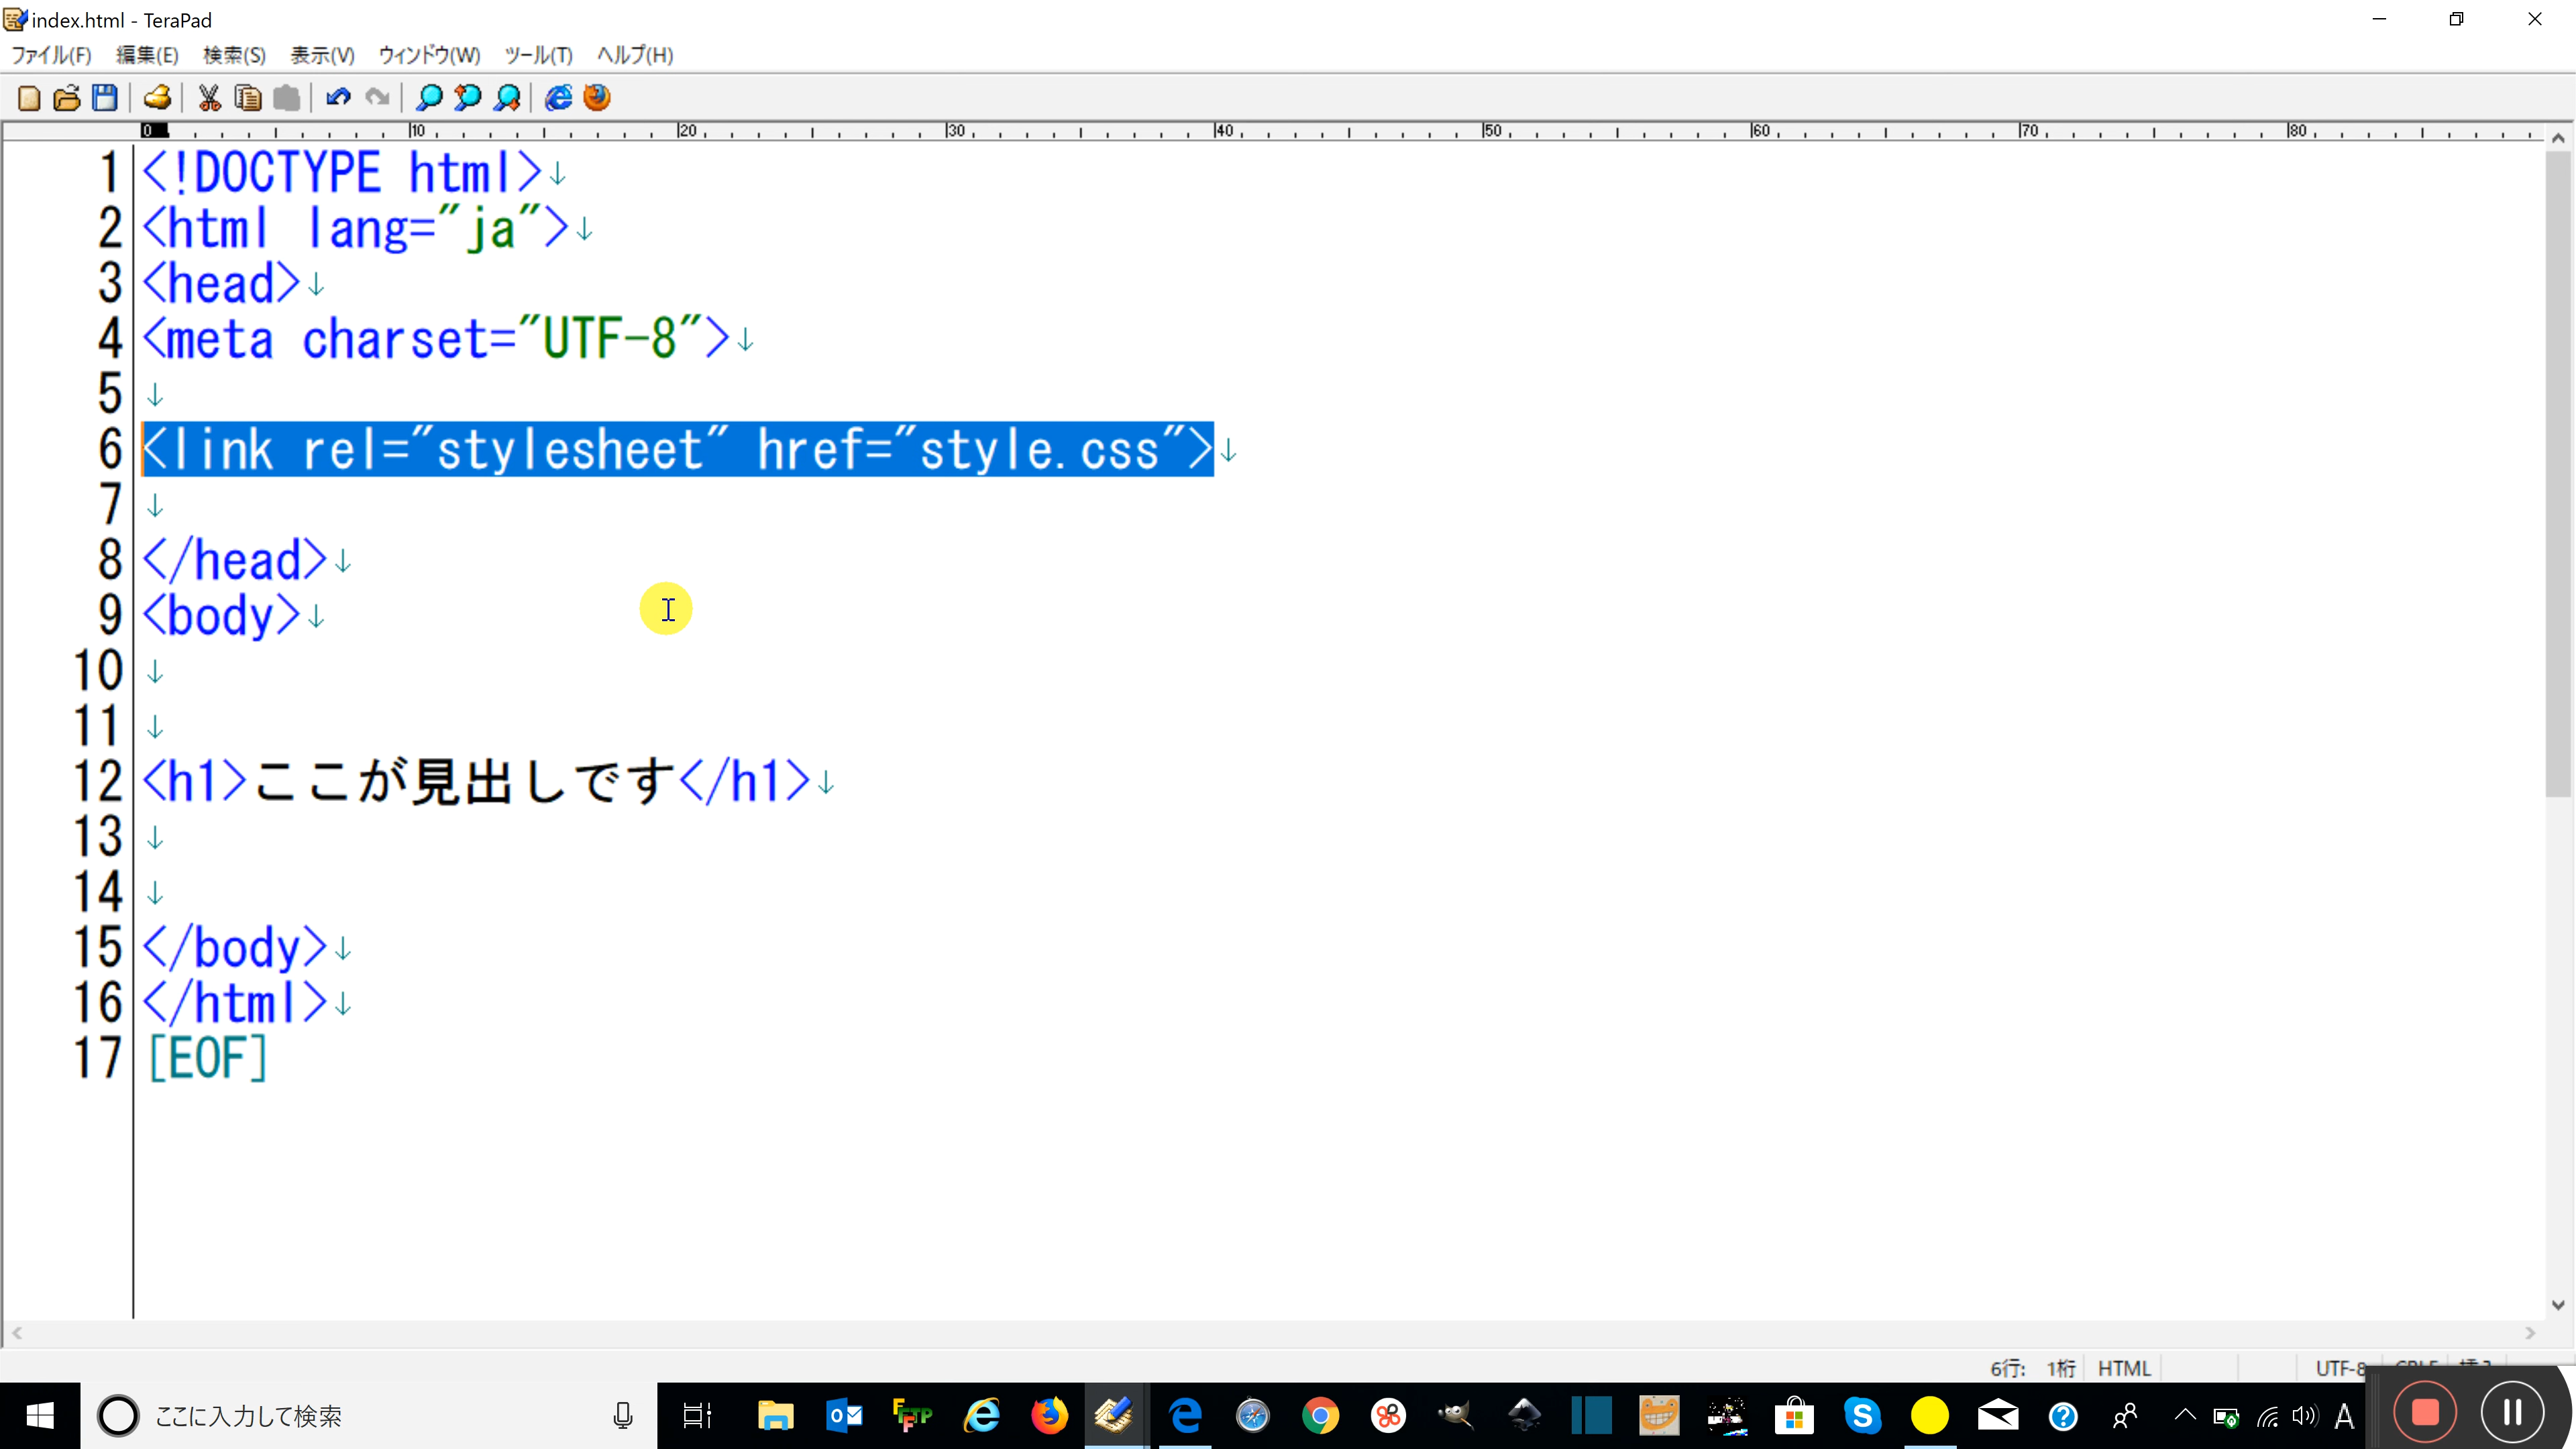 index.html - TeraPad
ファイル(F) 編集(E) 検索(S) 表示(V) ウィンドウ(W) ツール(T) ヘルプ(H)
0 10 20 30 40 50 60 70 80
1 <!DOCTYPE html>↓
2 <html lang="ja">↓
3 <head>↓
4 <meta charset="UTF-8">↓
5 ↓
6 <link rel="stylesheet" href="style.css">↓
7 ↓
8 </head>↓
9 <body>↓
10 ↓
11 ↓
12 <h1>ここが見出しです</h1>↓
13 ↓
14 ↓
15 </body>↓
16 </html>↓
17 [EOF]
6行: 1桁 HTML UTF-8
ここに入力して検索
A